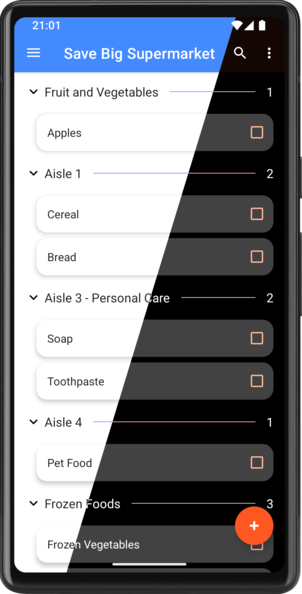 21:01
Save Big Supermarket
Fruit and Vegetables 1
Apples
Aisle 1 2
Cereal
Bread
Aisle 3 - Personal Care 2
Soap
Toothpaste
Aisle 4 1
Pet Food
Frozen Foods 3
Frozen Vegetables